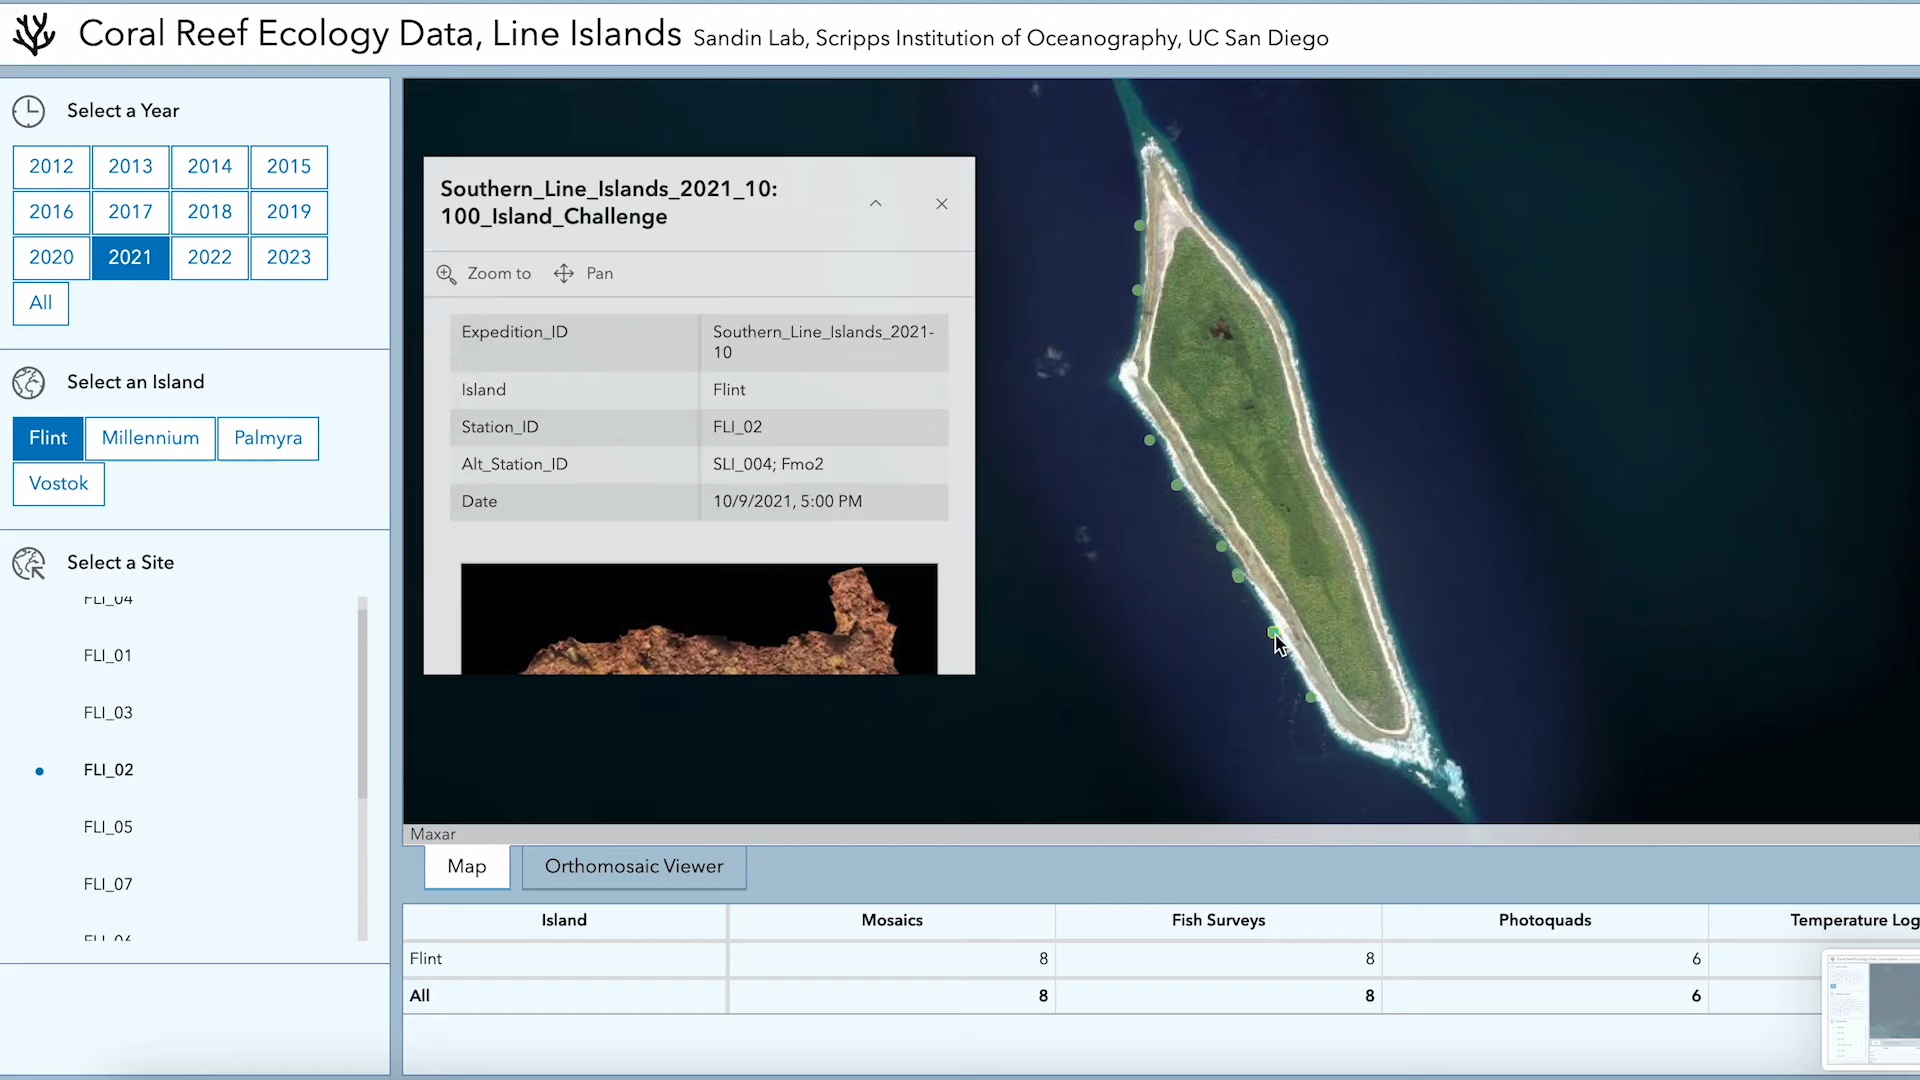 Coral Reef Ecology Data, Line Islands Sandin Lab, Scripps Institution of Oceanography, UC San Diego
Select a Year
2012 2013 2014 2015
2016 2017 2018 2019
2020 2021 2022 2023
All
Select an Island
Flint Millennium Palmyra
Vostok
Select a Site
FLI_04
FLI_01
FLI_03
FLI_02
FLI_05
FLI_07
FLI_06
Southern_Line_Islands_2021_10:
100_Island_Challenge
Zoom to Pan
Expedition_ID Southern_Line_Islands_2021-
10
Island Flint
Station_ID FLI_02
Alt_Station_ID SLI_004; Fmo2
Date 10/9/2021, 5:00 PM
Maxar
Map Orthomosaic Viewer
Island Mosaics Fish Surveys Photoquads Temperature Log
Flint 8 8 6
All 8 8 6